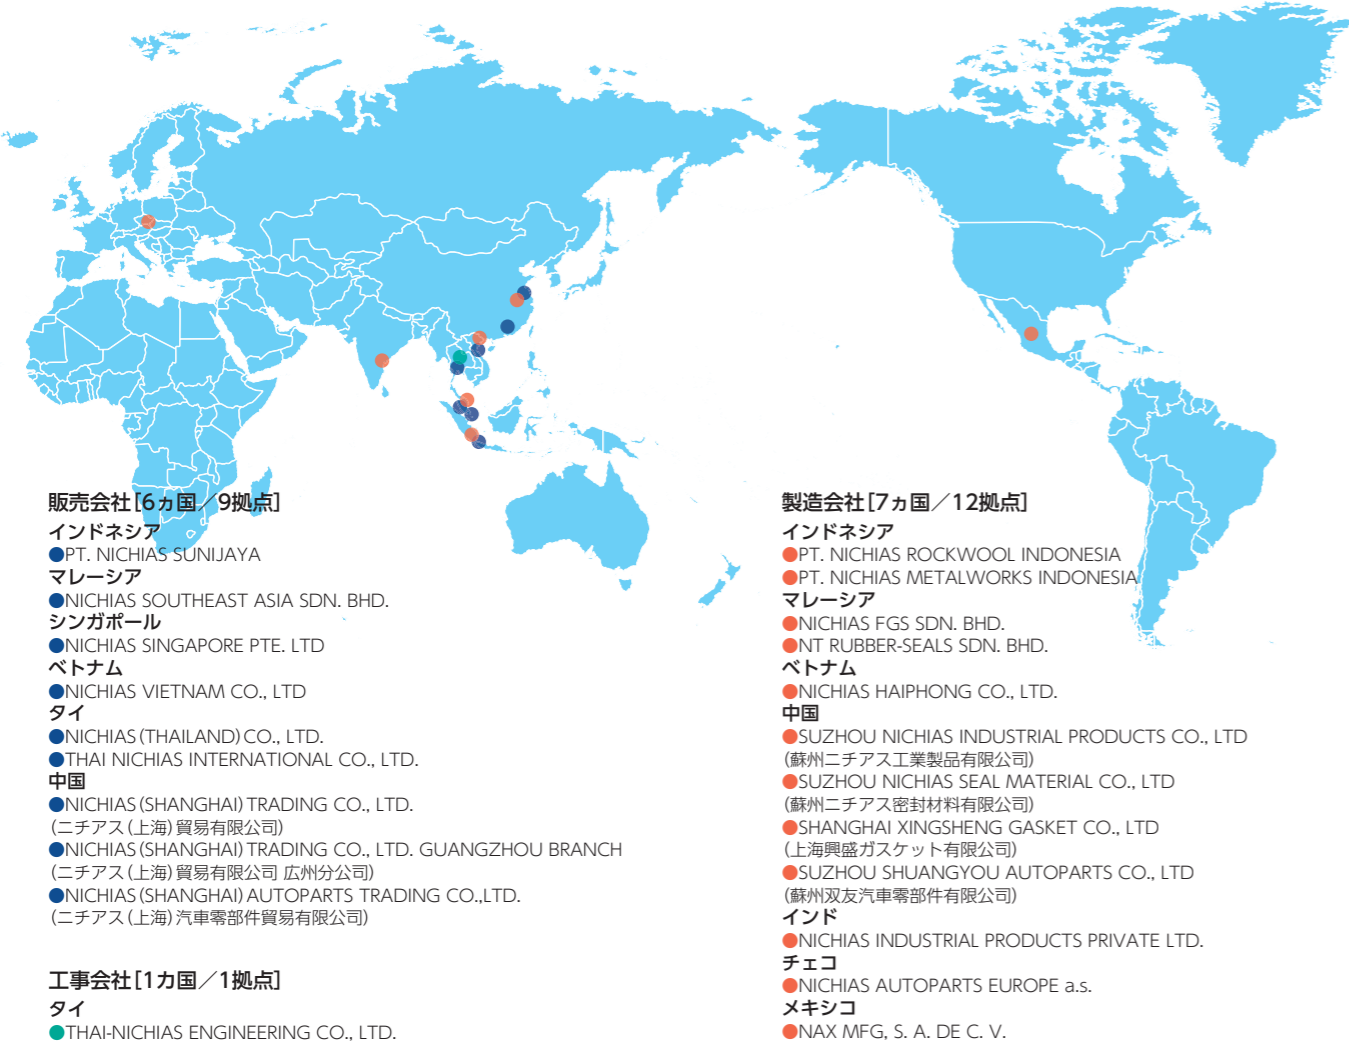 販売会社[6ヵ国／9拠点]
インドネシア
●PT. NICHIAS SUNIJAYA
マレーシア
●NICHIAS SOUTHEAST ASIA SDN. BHD.
シンガポール
●NICHIAS SINGAPORE PTE. LTD
ベトナム
●NICHIAS VIETNAM CO., LTD
タイ
●NICHIAS (THAILAND) CO., LTD.
●THAI NICHIAS INTERNATIONAL CO., LTD.
中国
●NICHIAS (SHANGHAI) TRADING CO., LTD.
(ニチアス(上海)貿易有限公司)
●NICHIAS (SHANGHAI) TRADING CO., LTD. GUANGZHOU BRANCH
(ニチアス(上海)貿易有限公司 広州分公司)
●NICHIAS (SHANGHAI) AUTOPARTS TRADING CO.,LTD.
(ニチアス(上海)汽車零部件貿易有限公司)
工事会社[1カ国／1拠点]
タイ
●THAI-NICHIAS ENGINEERING CO., LTD.
製造会社[7ヵ国／12拠点]
インドネシア
●PT. NICHIAS ROCKWOOL INDONESIA
●PT. NICHIAS METALWORKS INDONESIA
マレーシア
●NICHIAS FGS SDN. BHD.
●NT RUBBER-SEALS SDN. BHD.
ベトナム
●NICHIAS HAIPHONG CO., LTD.
中国
●SUZHOU NICHIAS INDUSTRIAL PRODUCTS CO., LTD
(蘇州ニチアス工業製品有限公司)
●SUZHOU NICHIAS SEAL MATERIAL CO., LTD
(蘇州ニチアス密封材料有限公司)
●SHANGHAI XINGSHENG GASKET CO., LTD
(上海興盛ガスケット有限公司)
●SUZHOU SHUANGYOU AUTOPARTS CO., LTD
(蘇州双友汽車零部件有限公司)
インド
●NICHIAS INDUSTRIAL PRODUCTS PRIVATE LTD.
チェコ
●NICHIAS AUTOPARTS EUROPE a.s.
メキシコ
●NAX MFG, S. A. DE C. V.